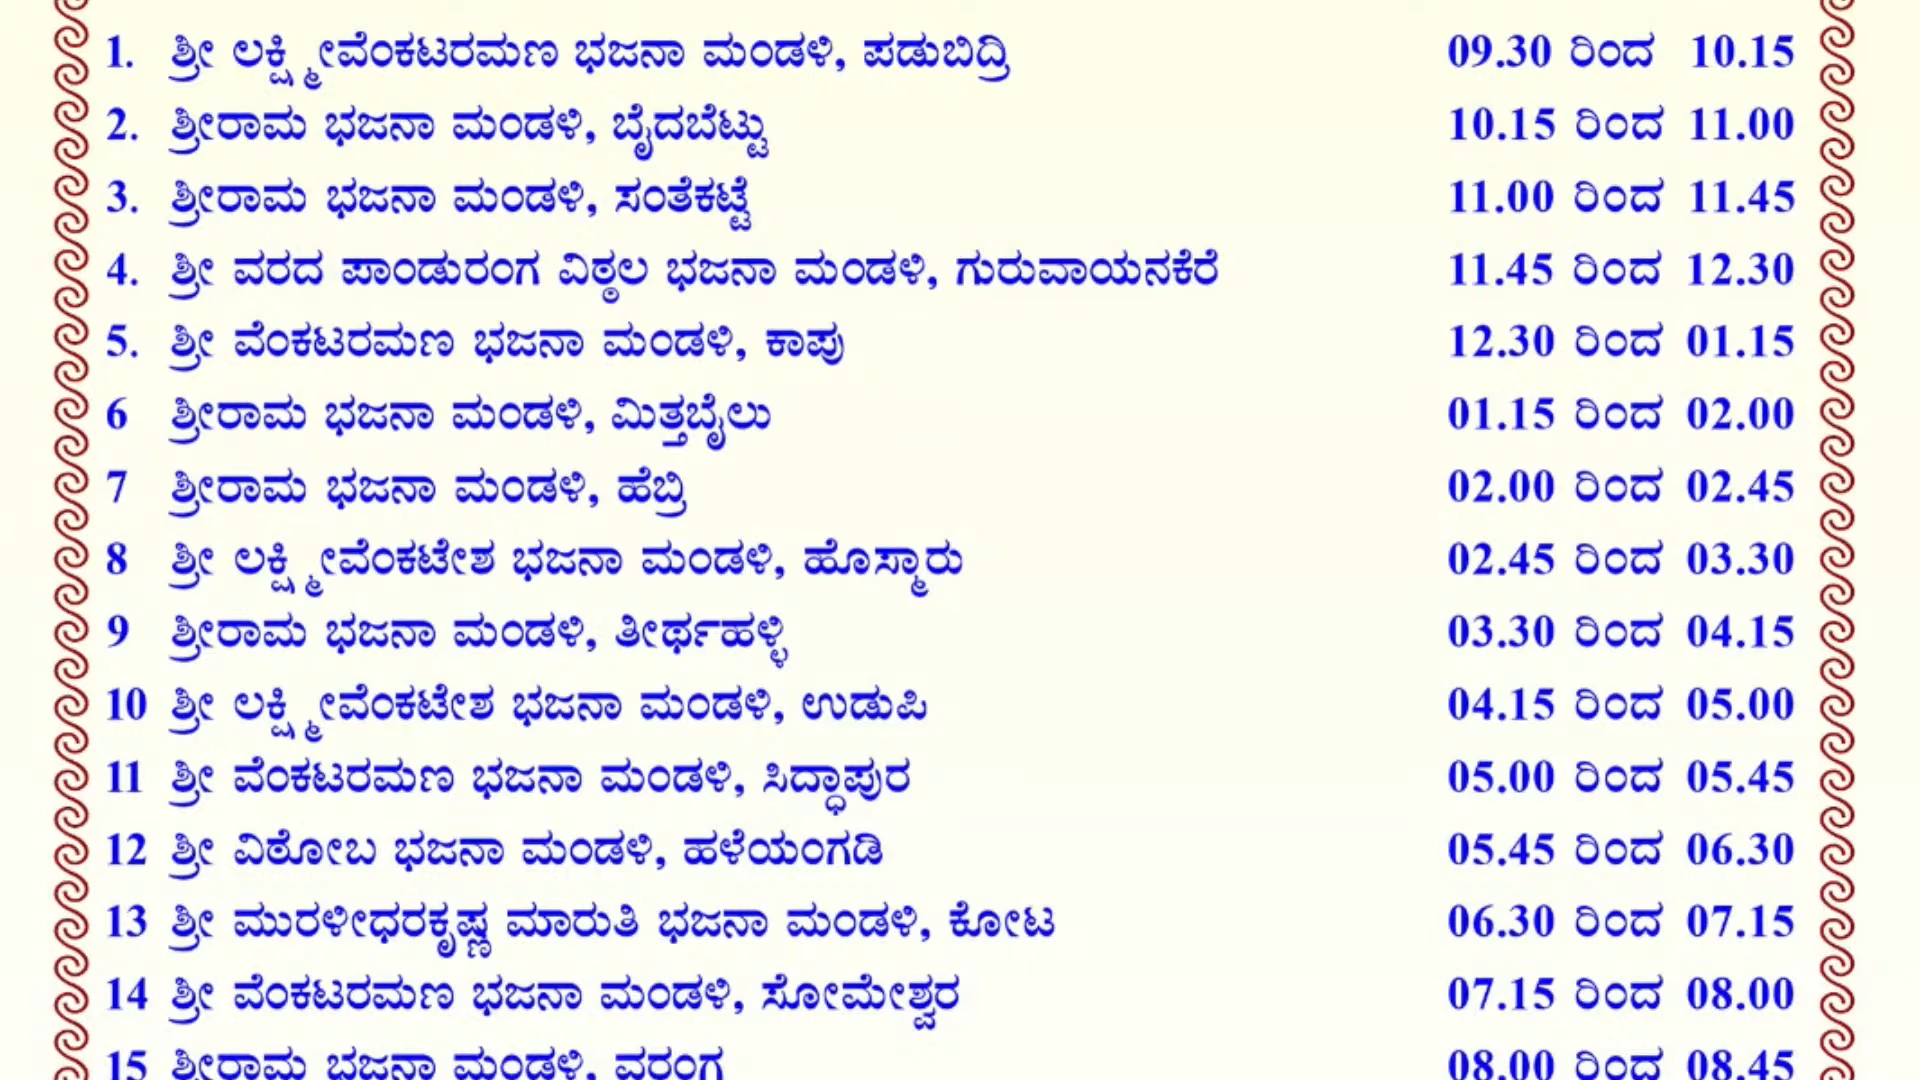 1. ಶ್ರೀ ಲಕ್ಷ್ಮೀವೆಂಕಟರಮಣ ಭಜನಾ ಮಂಡಳಿ, ಪಡುಬಿದ್ರಿ 09.30 ರಿಂದ 10.15
2. ಶ್ರೀರಾಮ ಭಜನಾ ಮಂಡಳಿ, ಬೈದಬೆಟ್ಟು 10.15 ರಿಂದ 11.00
3. ಶ್ರೀರಾಮ ಭಜನಾ ಮಂಡಳಿ, ಸಂತೆಕಟ್ಟೆ 11.00 ರಿಂದ 11.45
4. ಶ್ರೀ ವರದ ಪಾಂಡುರಂಗ ವಿಠ್ಠಲ ಭಜನಾ ಮಂಡಳಿ, ಗುರುವಾಯನಕೆರೆ 11.45 ರಿಂದ 12.30
5. ಶ್ರೀ ವೆಂಕಟರಮಣ ಭಜನಾ ಮಂಡಳಿ, ಕಾಪು 12.30 ರಿಂದ 01.15
6 ಶ್ರೀರಾಮ ಭಜನಾ ಮಂಡಳಿ, ಮಿತ್ತಬೈಲು 01.15 ರಿಂದ 02.00
7 ಶ್ರೀರಾಮ ಭಜನಾ ಮಂಡಳಿ, ಹೆಬ್ರಿ 02.00 ರಿಂದ 02.45
8 ಶ್ರೀ ಲಕ್ಷ್ಮೀವೆಂಕಟೇಶ ಭಜನಾ ಮಂಡಳಿ, ಹೊಸ್ಮಾರು 02.45 ರಿಂದ 03.30
9 ಶ್ರೀರಾಮ ಭಜನಾ ಮಂಡಳಿ, ತೀರ್ಥಹಳ್ಳಿ 03.30 ರಿಂದ 04.15
10 ಶ್ರೀ ಲಕ್ಷ್ಮೀವೆಂಕಟೇಶ ಭಜನಾ ಮಂಡಳಿ, ಉಡುಪಿ 04.15 ರಿಂದ 05.00
11 ಶ್ರೀ ವೆಂಕಟರಮಣ ಭಜನಾ ಮಂಡಳಿ, ಸಿದ್ಧಾಪುರ 05.00 ರಿಂದ 05.45
12 ಶ್ರೀ ವಿಠೋಬ ಭಜನಾ ಮಂಡಳಿ, ಹಳೆಯಂಗಡಿ 05.45 ರಿಂದ 06.30
13 ಶ್ರೀ ಮುರಳೀಧರಕೃಷ್ಣ ಮಾರುತಿ ಭಜನಾ ಮಂಡಳಿ, ಕೋಟ 06.30 ರಿಂದ 07.15
14 ಶ್ರೀ ವೆಂಕಟರಮಣ ಭಜನಾ ಮಂಡಳಿ, ಸೋಮೇಶ್ವರ 07.15 ರಿಂದ 08.00
15 ಶ್ರೀರಾಮ ಭಜನಾ ಮಂಡಳಿ, ವರಂಗ 08.00 ರಿಂದ 08.45